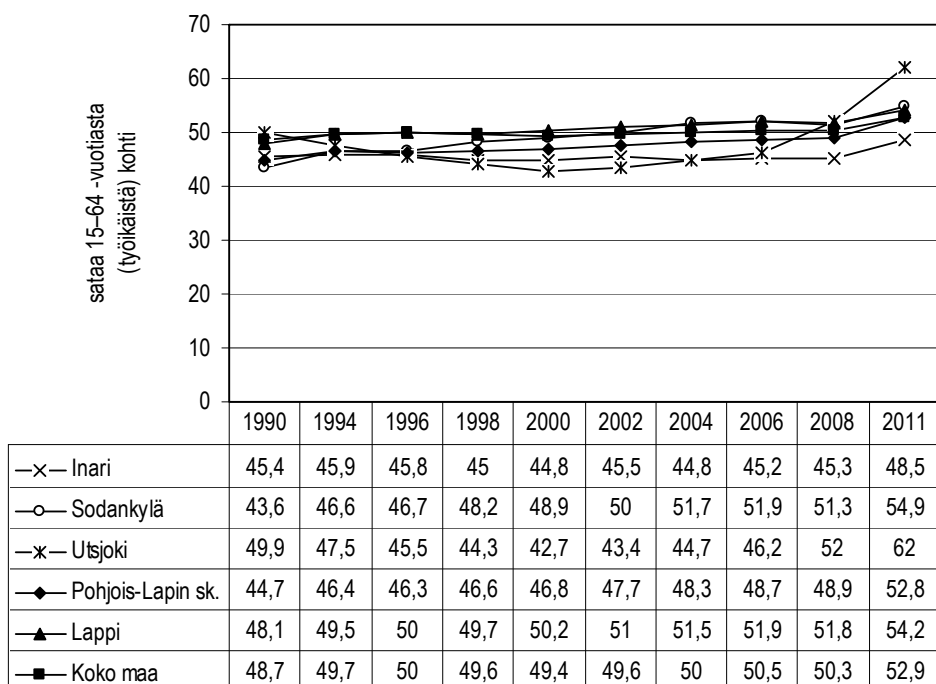 70
60
50
40
30
20
10
0
sataa 15–64 -vuotiasta
(työikäistä) kohti
1990 1994 1996 1998 2000 2002 2004 2006 2008 2011
Inari 45,4 45,9 45,8 45 44,8 45,5 44,8 45,2 45,3 48,5
Sodankylä 43,6 46,6 46,7 48,2 48,9 50 51,7 51,9 51,3 54,9
Utsjoki 49,9 47,5 45,5 44,3 42,7 43,4 44,7 46,2 52 62
Pohjois-Lapin sk. 44,7 46,4 46,3 46,6 46,8 47,7 48,3 48,7 48,9 52,8
Lappi 48,1 49,5 50 49,7 50,2 51 51,5 51,9 51,8 54,2
Koko maa 48,7 49,7 50 49,6 49,4 49,6 50 50,5 50,3 52,9